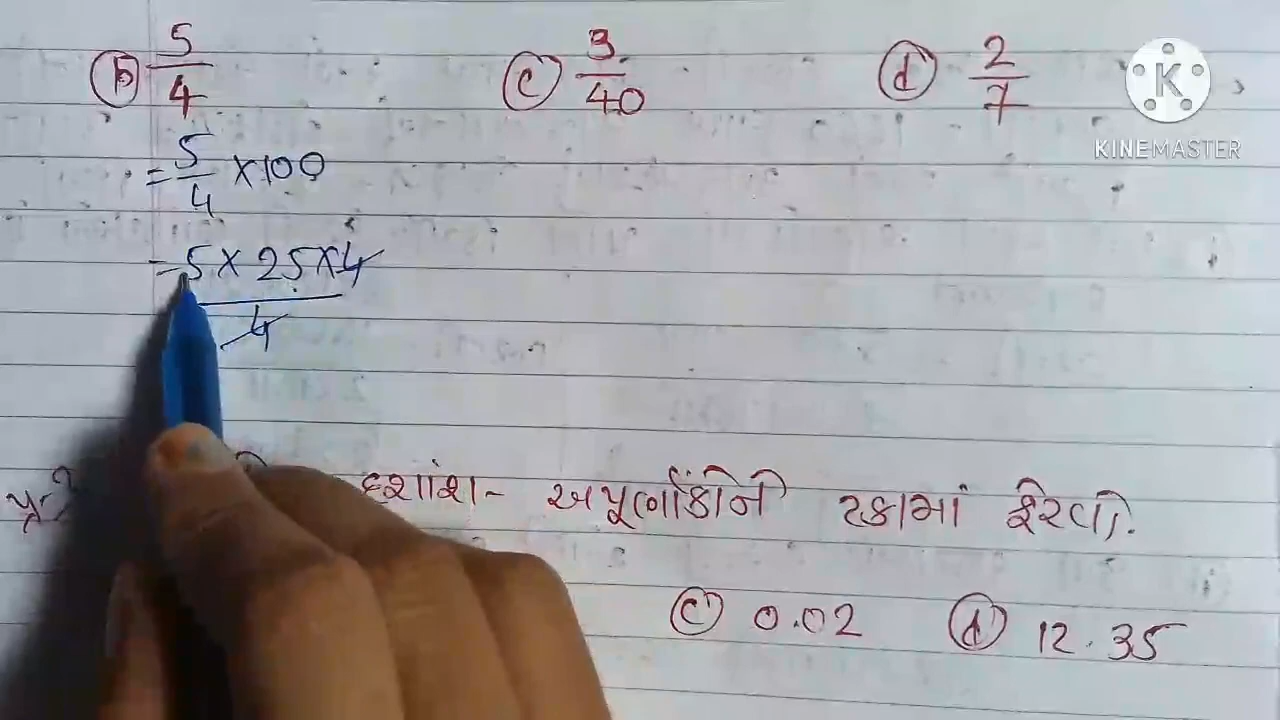 (b) 5/4 (c) 3/40 (d) 2/7
= 5/4 × 100
= 5 × 25 × 4 / 4
દશાંશ - અપૂર્ણાંકોને ટકામાં ફેરવો.
(c) 0.02 (d) 12.35
KINEMASTER